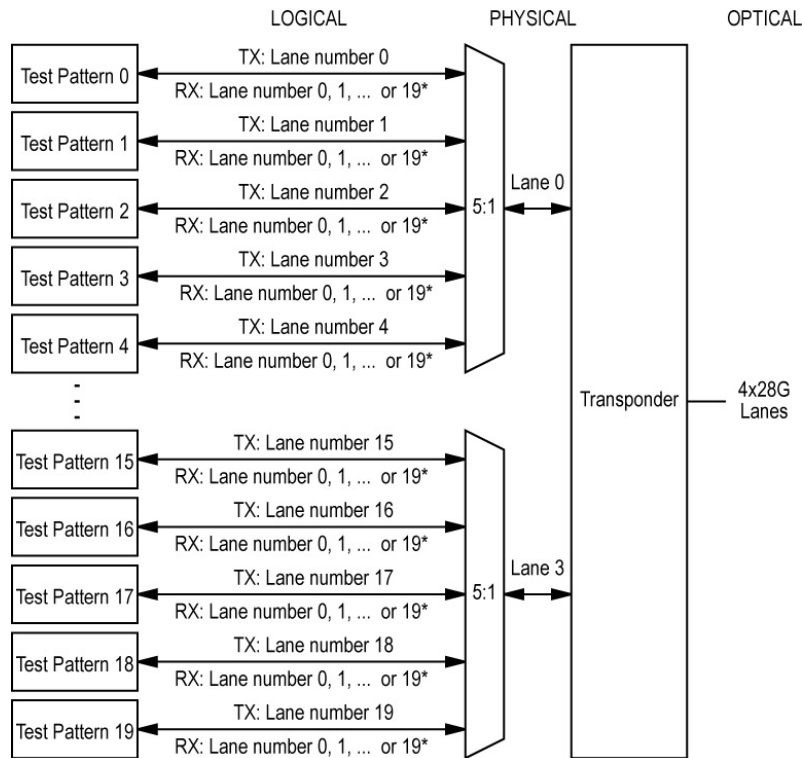 LOGICAL PHYSICAL OPTICAL
TX: Lane number 0
Test Pattern 0
RX: Lane number 0, 1, ... or 19*
TX: Lane number 1
Test Pattern 1
RX: Lane number 0, 1, ... or 19*
TX: Lane number 2
Test Pattern 2
RX: Lane number 0, 1, ... or 19*
TX: Lane number 3
Test Pattern 3
RX: Lane number 0, 1, ... or 19*
TX: Lane number 4
Test Pattern 4
RX: Lane number 0, 1, ... or 19*
5:1
Lane 0
TX: Lane number 15
Test Pattern 15
RX: Lane number 0, 1, ... or 19*
TX: Lane number 16
Test Pattern 16
RX: Lane number 0, 1, ... or 19*
TX: Lane number 17
Test Pattern 17
RX: Lane number 0, 1, ... or 19*
TX: Lane number 18
Test Pattern 18
RX: Lane number 0, 1, ... or 19*
TX: Lane number 19
Test Pattern 19
RX: Lane number 0, 1, ... or 19*
5:1
Lane 3
Transponder
4x28G
Lanes